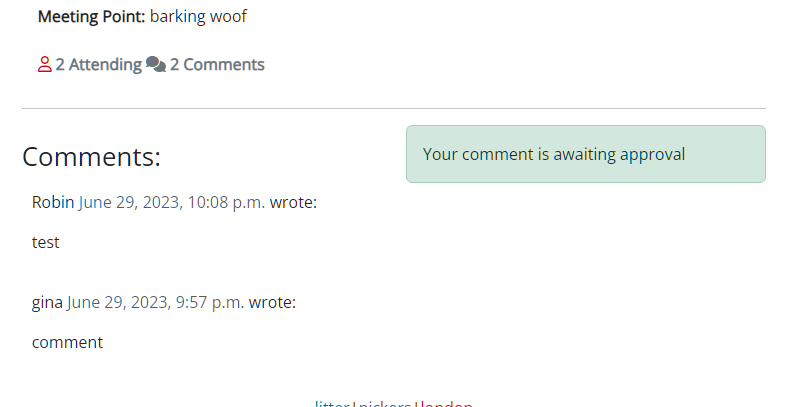 Meeting Point: barking woof
2 Attending 2 Comments
Comments:
Your comment is awaiting approval
Robin June 29, 2023, 10:08 p.m. wrote:
test
gina June 29, 2023, 9:57 p.m. wrote:
comment